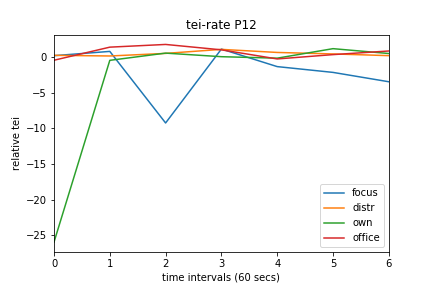 tei-rate P12
relative tei
0
−5
−10
−15
−20
−25
focus
distr
own
office
0 1 2 3 4 5 6
time intervals (60 secs)